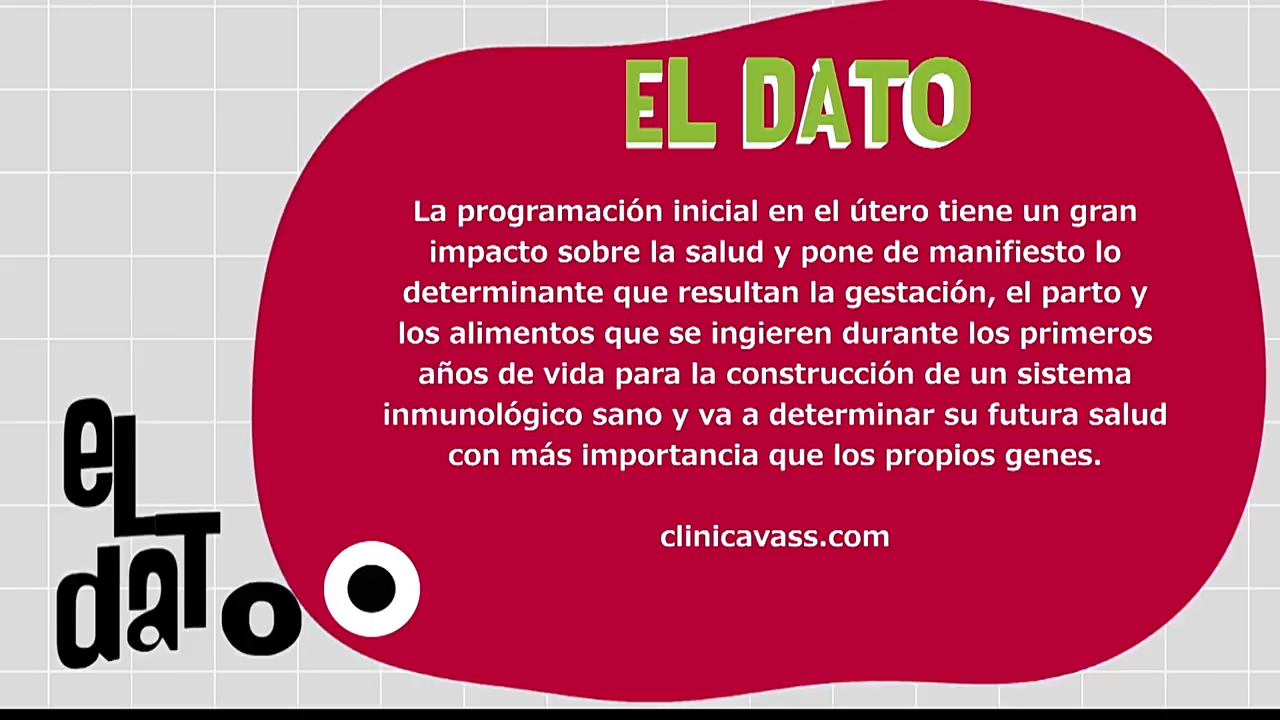 EL DATO
La programación inicial en el útero tiene un gran
impacto sobre la salud y pone de manifiesto lo
determinante que resultan la gestación, el parto y
los alimentos que se ingieren durante los primeros
años de vida para la construcción de un sistema
inmunológico sano y va a determinar su futura salud
con más importancia que los propios genes.
clinicavass.com
eL
daTo